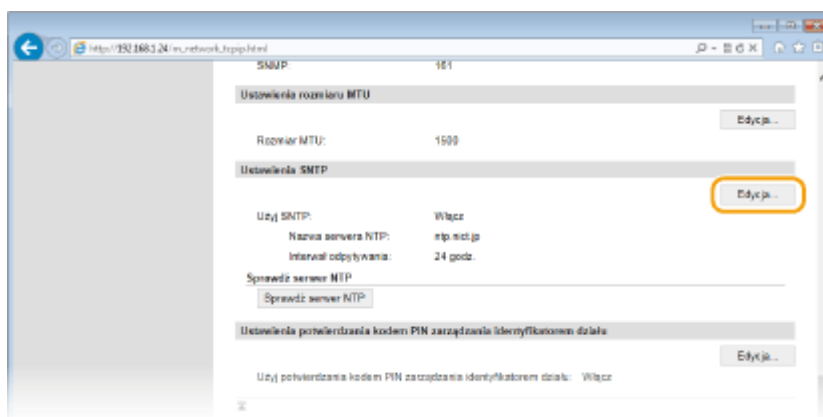 http://192.168.1.24/m_network_tcpip.html
SNMP: 161
Ustawienia rozmiaru MTU
Edycja...
Rozmiar MTU: 1500
Ustawienia SNTP
Edycja...
Użyj SNTP: Włącz
Nazwa serwera NTP: ntp.nict.jp
Interwał odpytywania: 24 godz.
Sprawdź serwer NTP
Sprawdź serwer NTP
Ustawienia potwierdzania kodem PIN zarządzania identyfikatorem działu
Edycja...
Użyj potwierdzania kodem PIN zarządzania identyfikatorem działu: Włącz